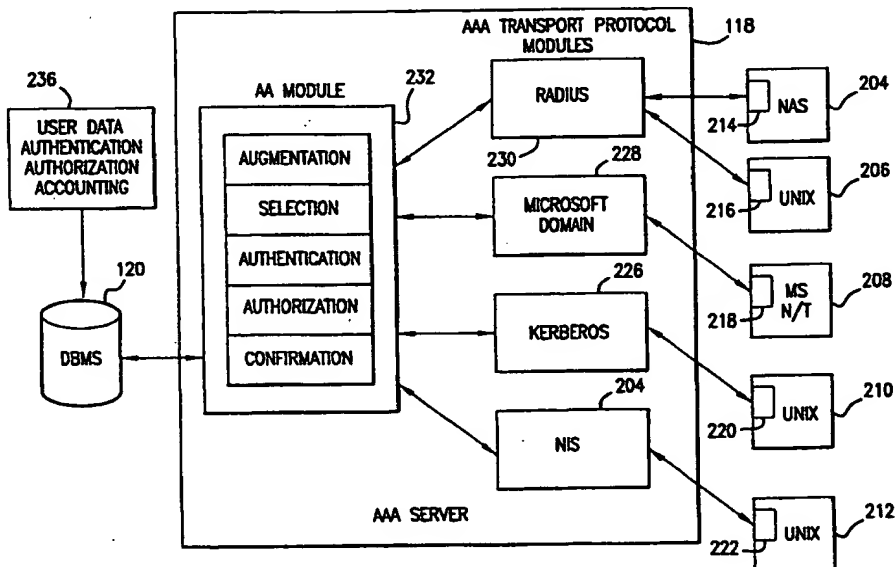 AAA TRANSPORT PROTOCOL
MODULES
118
236
USER DATA
AUTHENTICATION
AUTHORIZATION
ACCOUNTING
120
DBMS
AA MODULE
232
AUGMENTATION
SELECTION
AUTHENTICATION
AUTHORIZATION
CONFIRMATION
RADIUS
230
228
MICROSOFT
DOMAIN
226
KERBEROS
204
NIS
AAA SERVER
204
NAS
214
206
UNIX
216
208
MS
N/T
218
210
UNIX
220
212
UNIX
222